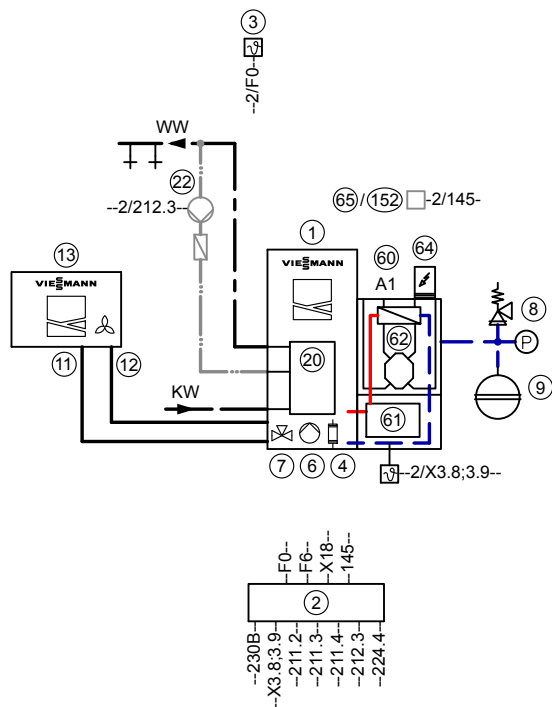 3
--2/F0--
WW
22
--2/212.3--
65/152 -2/145-
1
60
64
13
VIESMANN
VIESMANN
A1
8
62
P
11
12
20
9
KW
61
7
6
4
--2/X3.8;3.9--
F0--
F6--
X18--
145--
2
--230B--
--X3.8;3.9
--211.2--
--211.3--
--211.4--
--212.3--
--224.4--